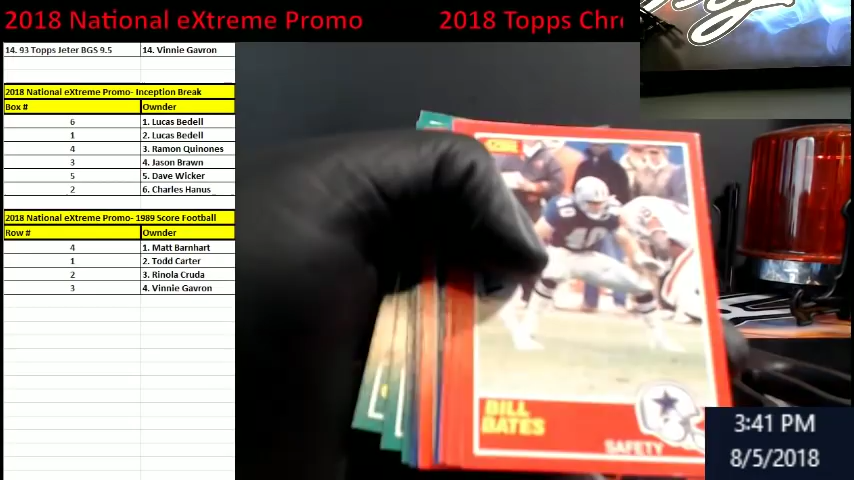 2018 National eXtreme Promo
2018 Topps Chr
14. 93 Topps Jeter BGS 9.5 14. Vinnie Gavron
2018 National eXtreme Promo- Inception Break
Box # Ownder
6 1. Lucas Bedell
1 2. Lucas Bedell
4 3. Ramon Quinones
3 4. Jason Brawn
5 5. Dave Wicker
2 6. Charles Hanus
2018 National eXtreme Promo- 1989 Score Football
Row # Ownder
4 1. Matt Barnhart
1 2. Todd Carter
2 3. Rinola Cruda
3 4. Vinnie Gavron
SCORE
40
BILL
BATES
SAFETY
3:41 PM
8/5/2018